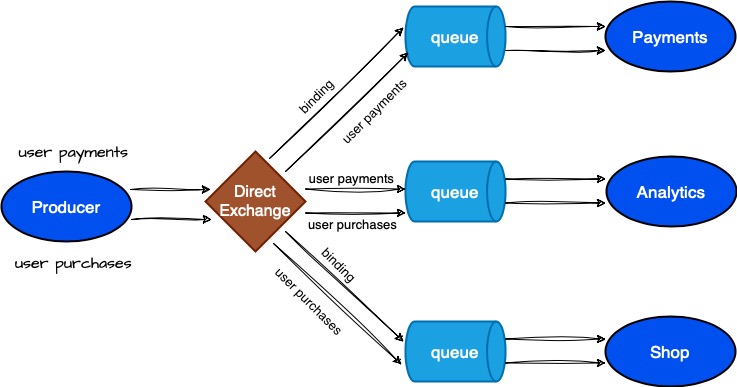 queue
Payments
binding
user payments
user payments
Producer
user purchases
Direct
Exchange
user payments
user purchases
queue
Analytics
binding
user purchases
queue
Shop